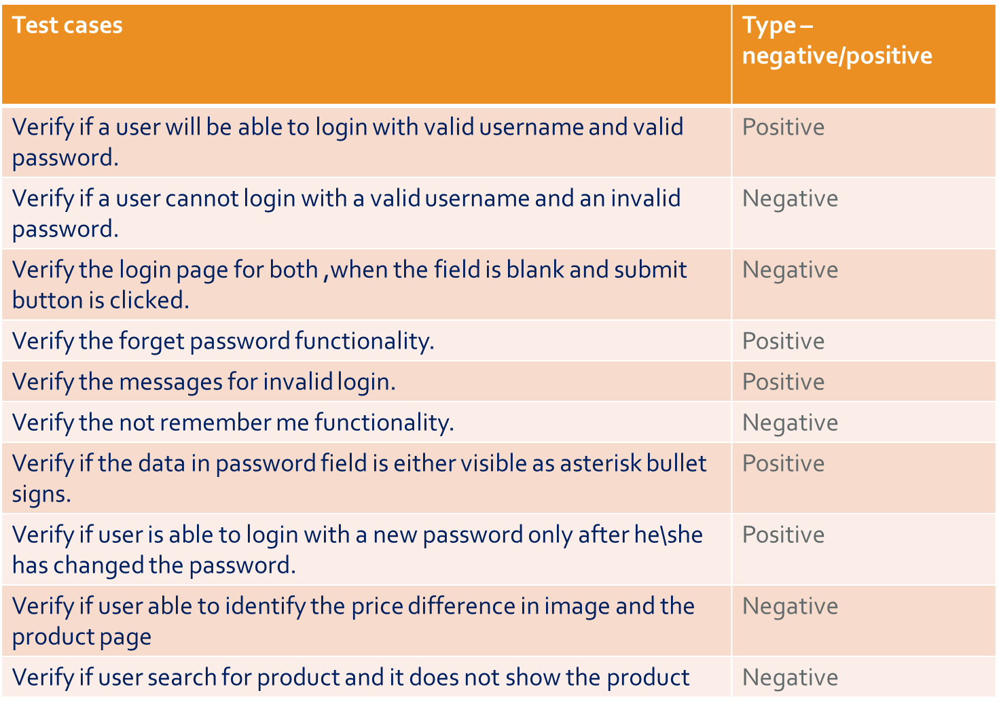 Test cases
Type –
negative/positive
Verify if a user will be able to login with valid username and valid
password.
Positive
Verify if a user cannot login with a valid username and an invalid
password.
Negative
Verify the login page for both ,when the field is blank and submit
button is clicked.
Negative
Verify the forget password functionality.
Positive
Verify the messages for invalid login.
Positive
Verify the not remember me functionality.
Negative
Verify if the data in password field is either visible as asterisk bullet
signs.
Positive
Verify if user is able to login with a new password only after he\she
has changed the password.
Positive
Verify if user able to identify the price difference in image and the
product page
Negative
Verify if user search for product and it does not show the product
Negative